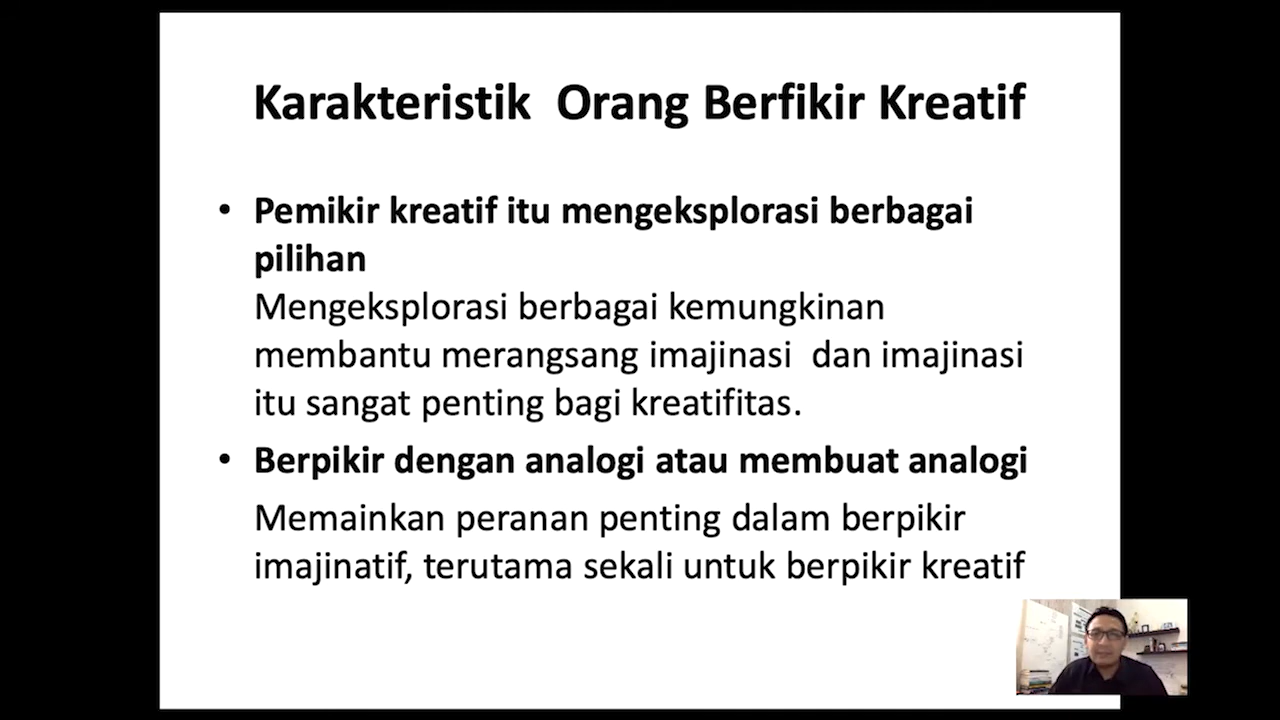 Karakteristik  Orang Berfikir Kreatif
• Pemikir kreatif itu mengeksplorasi berbagai
pilihan
Mengeksplorasi berbagai kemungkinan
membantu merangsang imajinasi  dan imajinasi
itu sangat penting bagi kreatifitas.
• Berpikir dengan analogi atau membuat analogi
Memainkan peranan penting dalam berpikir
imajinatif, terutama sekali untuk berpikir kreatif